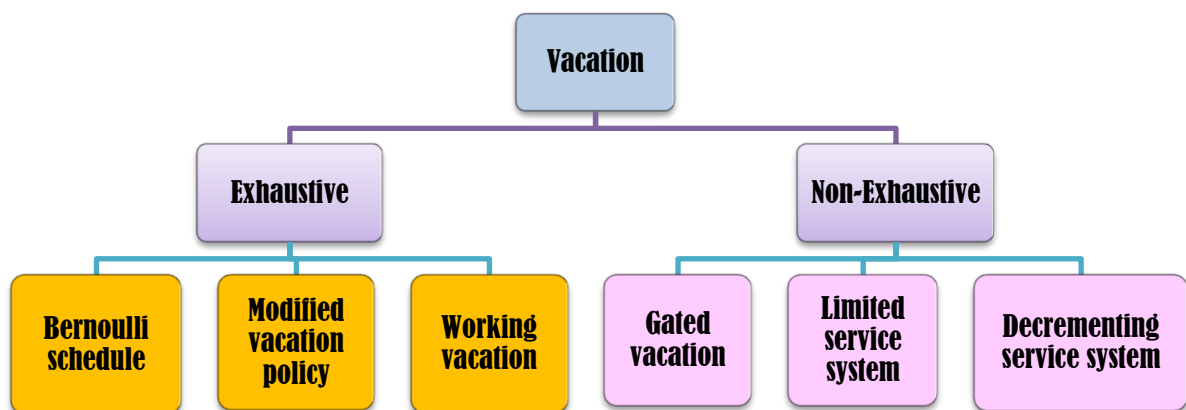 Vacation
Exhaustive
Non-Exhaustive
Bernoulli
schedule
Modified
vacation
policy
Working
vacation
Gated
vacation
Limited
service
system
Decrementing
service system